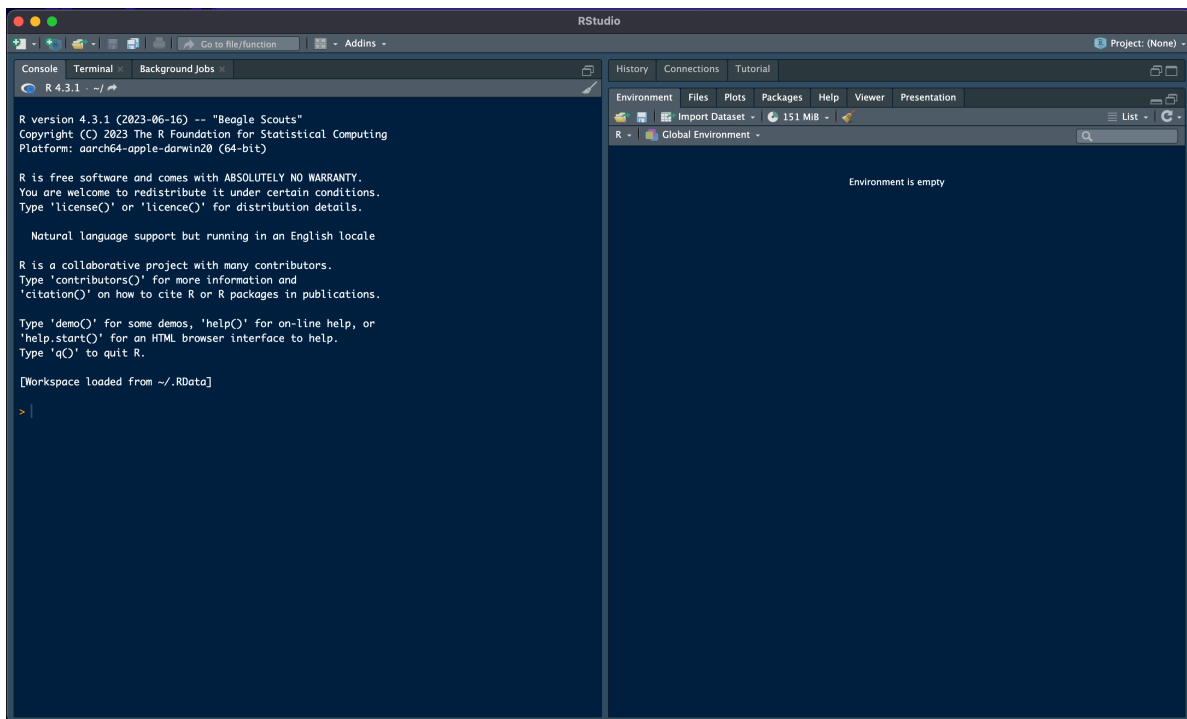 RStudio
Go to file/function
Addins
Project: (None)
Console Terminal Background Jobs
R 4.3.1 · ~/
R version 4.3.1 (2023-06-16) -- "Beagle Scouts"
Copyright (C) 2023 The R Foundation for Statistical Computing
Platform: aarch64-apple-darwin20 (64-bit)
R is free software and comes with ABSOLUTELY NO WARRANTY.
You are welcome to redistribute it under certain conditions.
Type 'license()' or 'licence()' for distribution details.
Natural language support but running in an English locale
R is a collaborative project with many contributors.
Type 'contributors()' for more information and
'citation()' on how to cite R or R packages in publications.
Type 'demo()' for some demos, 'help()' for on-line help, or
'help.start()' for an HTML browser interface to help.
Type 'q()' to quit R.
[Workspace loaded from ~/.RData]
>
History Connections Tutorial
Environment Files Plots Packages Help Viewer Presentation
Import Dataset 151 MiB List
R Global Environment
Environment is empty